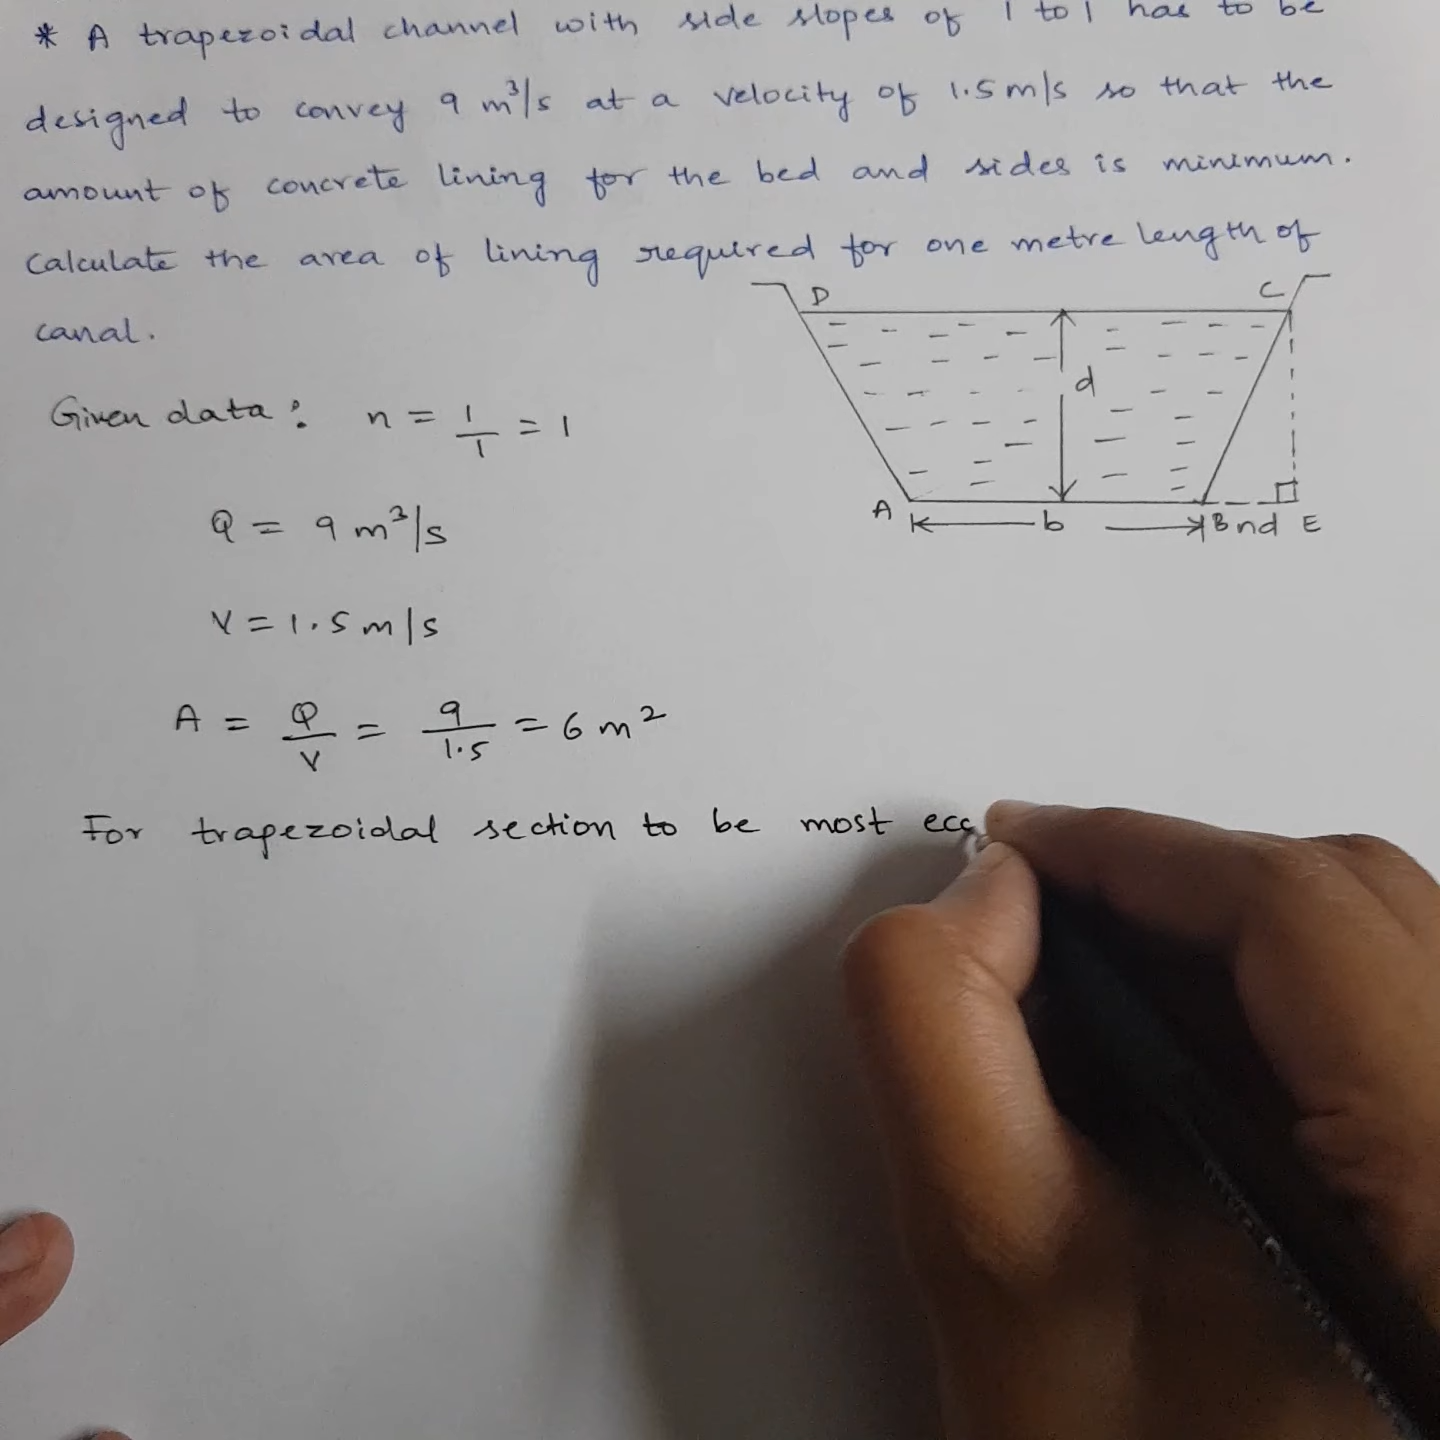 * A trapezoidal channel with side slopes of 1 to 1 has to be
designed to convey 9 m³/s at a velocity of 1.5 m/s so that the
amount of concrete lining for the bed and sides is minimum.
Calculate the area of lining required for one metre length of
canal.
D C
d
A b B nd E
Given data : n = 1/1 = 1
Q = 9 m³/s
V = 1.5 m/s
A = Q/V = 9/1.5 = 6 m²
For trapezoidal section to be most